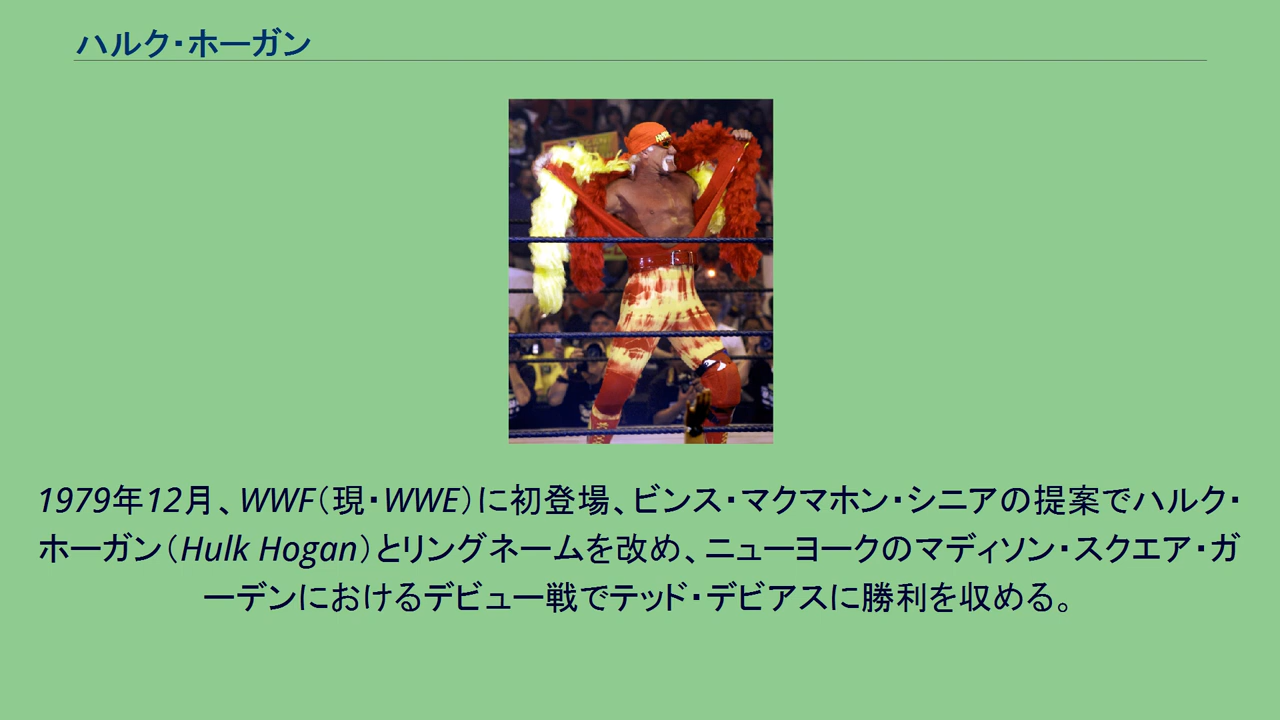 ハルク・ホーガン
1979年12月、WWF（現・WWE）に初登場、ビンス・マクマホン・シニアの提案でハルク・
ホーガン（Hulk Hogan）とリングネームを改め、ニューヨークのマディソン・スクエア・ガ
ーデンにおけるデビュー戦でテッド・デビアスに勝利を収める。